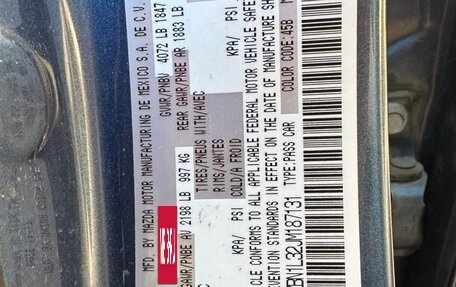 MFD. BY MAZDA MOTOR MANUFACTURING DE MEXICO S.A. DE C.V.
GVWR/PNBV 4072 LB 1847
GAWR/PNBE AV 2198 LB 997 KG REAR GAWR/PNBE AR 1883 LB
TIRES/PNEUS WITH/AVEC
RIMS/JANTES
KPA/ PSI COLD/A FROID KPA/ PSI
CLE CONFORMS TO ALL APPLICABLE FEDERAL MOTOR VEHICLE SAFE
STANDARDS IN EFFECT ON THE DATE OF MANUFACTURE SH
BN1L32JM187131 TYPE:PASS CAR COLOR CODE:45B